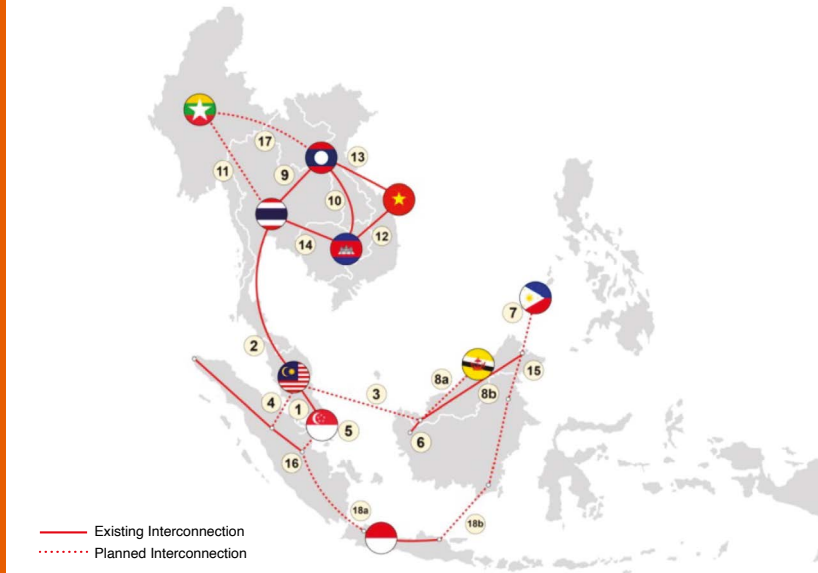 17
13
9
11
10
12
14
7
2
15
8a
3
8b
4
1
5
6
16
18a
18b
Existing Interconnection
Planned Interconnection